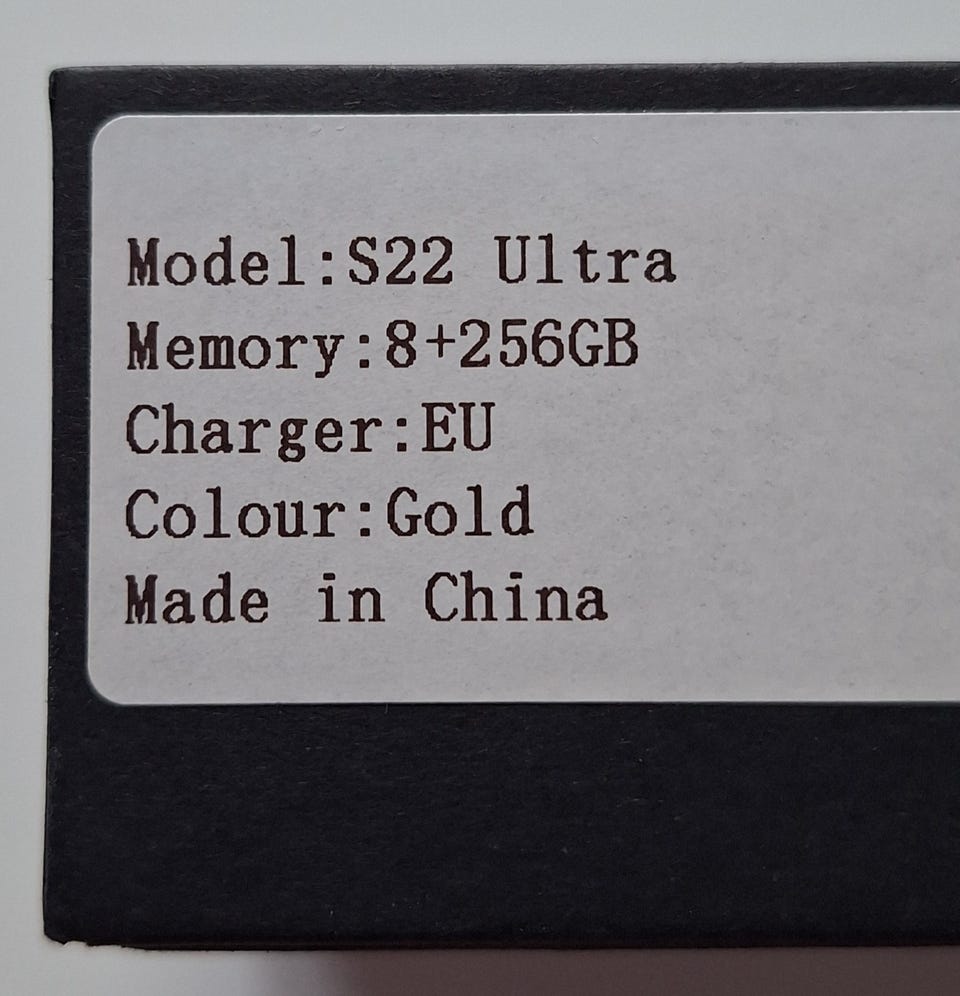 Model:S22 Ultra
Memory:8+256GB
Charger:EU
Colour:Gold
Made in China